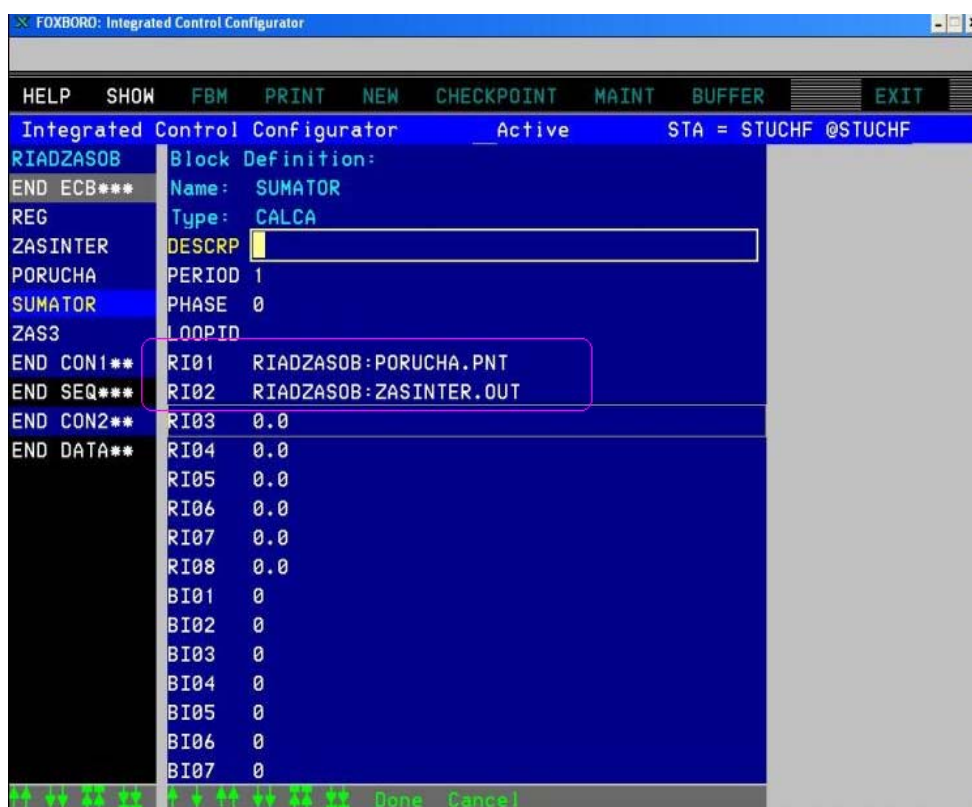 FOXBORO: Integrated Control Configurator
HELP SHOW FBM PRINT NEW CHECKPOINT MAINT BUFFER EXIT
Integrated Control Configurator Active STA = STUCHF @STUCHF
RIADZASOB Block Definition:
END ECB*** Name: SUMATOR
REG Type: CALCA
ZASINTER DESCRP
PORUCHA PERIOD 1
SUMATOR PHASE 0
ZAS3 LOOPID
END CON1** RI01 RIADZASOB:PORUCHA.PNT
END SEQ*** RI02 RIADZASOB:ZASINTER.OUT
END CON2** RI03 0.0
END DATA** RI04 0.0
RI05 0.0
RI06 0.0
RI07 0.0
RI08 0.0
BI01 0
BI02 0
BI03 0
BI04 0
BI05 0
BI06 0
BI07 0
Done Cancel